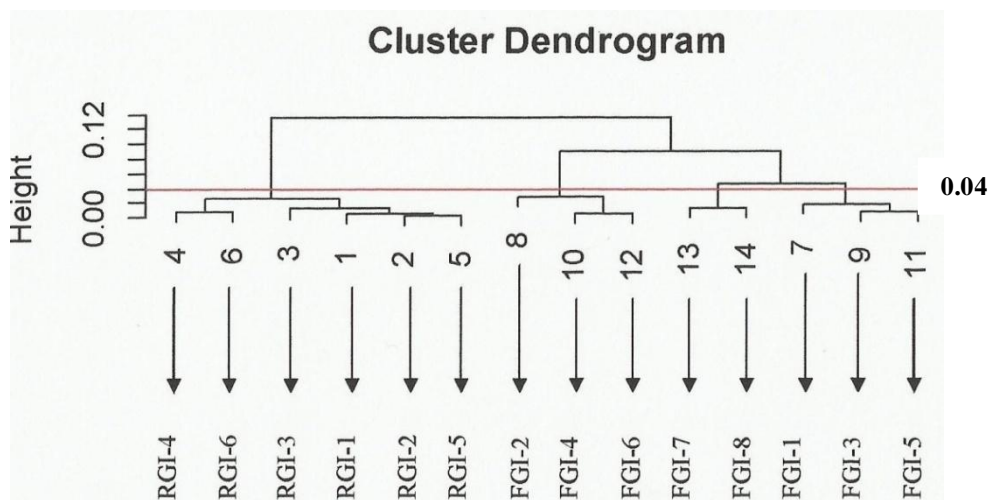 Cluster Dendrogram
Height
0.12
0.00
0.04
4 6 3 1 2 5 8 10 12 13 14 7 9 11
RGI-4 RGI-6 RGI-3 RGI-1 RGI-2 RGI-5 FGI-2 FGI-4 FGI-6 FGI-7 FGI-8 FGI-1 FGI-3 FGI-5